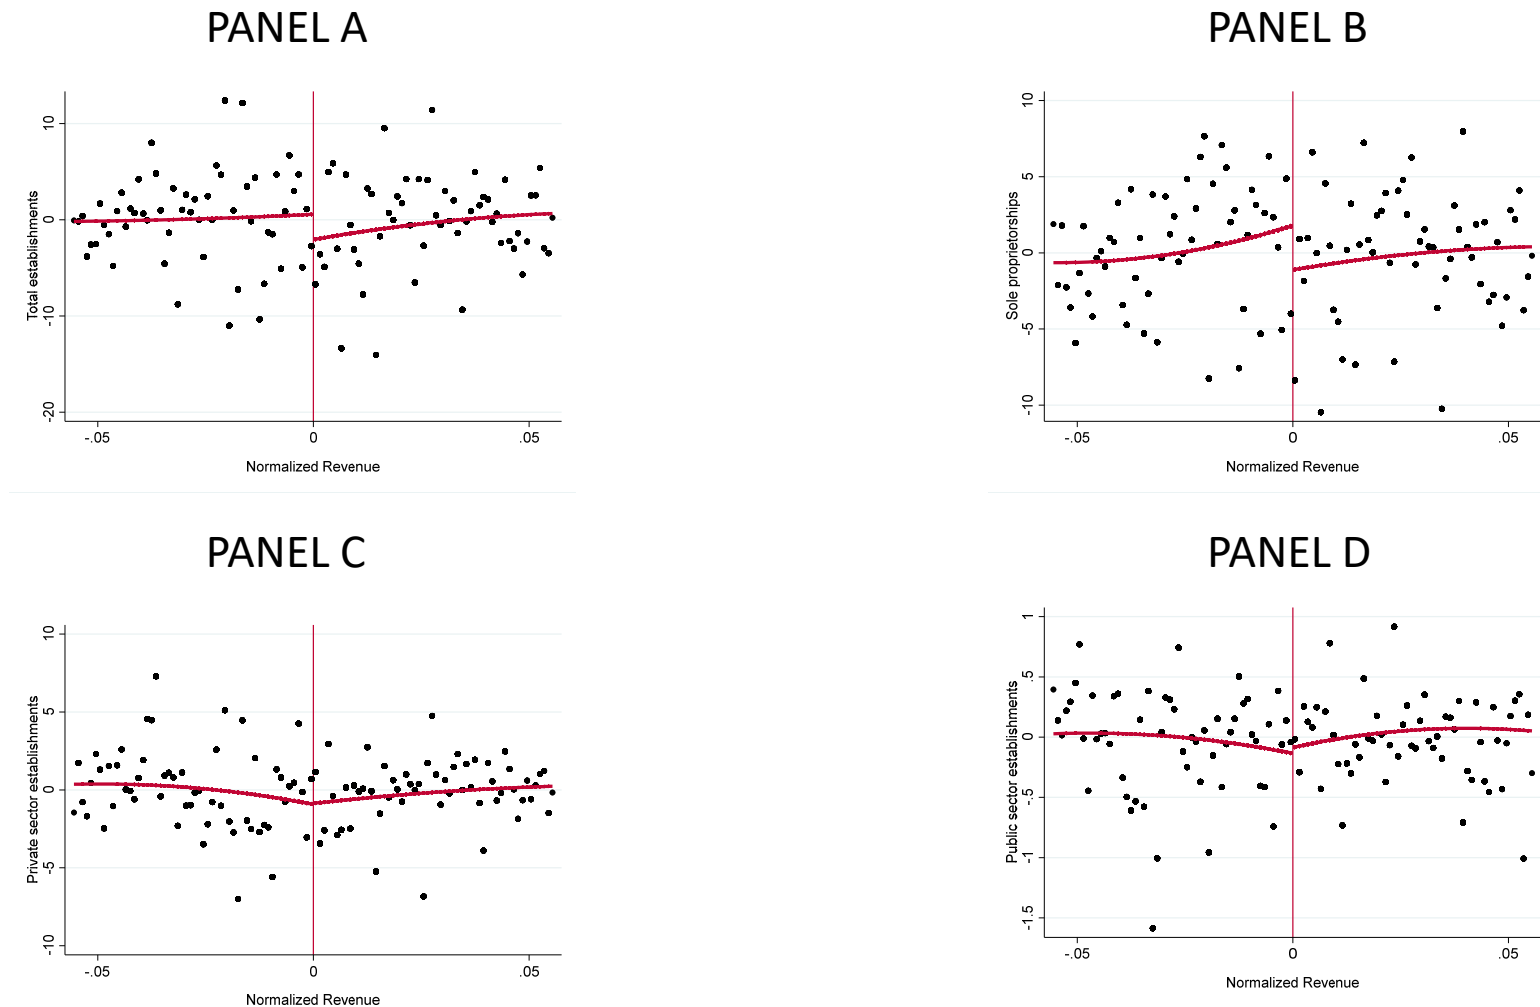 PANEL A
10
0
-10
-20
Total establishments
-.05
0
.05
Normalized Revenue
PANEL B
10
5
0
-5
-10
Sole proprietorships
-.05
0
.05
Normalized Revenue
PANEL C
10
5
0
-5
-10
Private sector establishments
-.05
0
.05
Normalized Revenue
PANEL D
1
.5
0
-.5
-1
-1.5
Public sector establishments
-.05
0
.05
Normalized Revenue